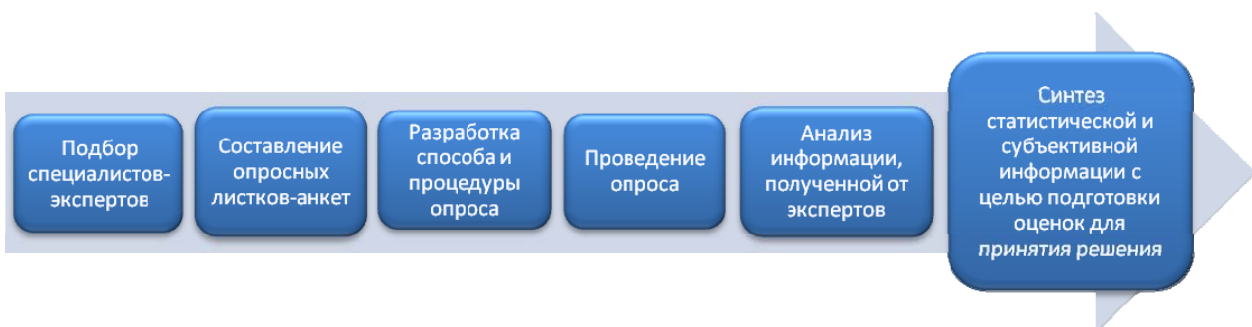 Подбор
специалистов-
экспертов
Составление
опросных
листков-анкет
Разработка
способа и
процедуры
опроса
Проведение
опроса
Анализ
информации,
полученной от
экспертов
Синтез
статистической и
субъективной
информации с
целью подготовки
оценок для
принятия решения